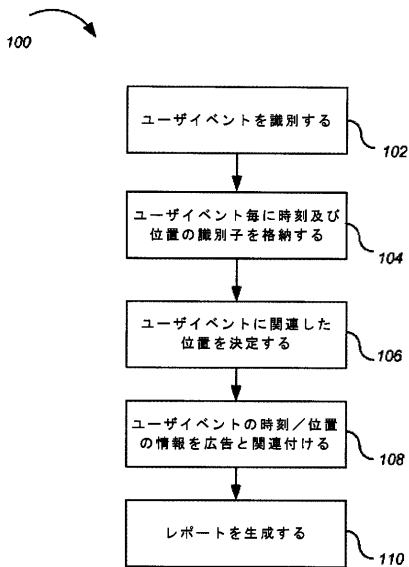 100
ユーザイベントを識別する
102
ユーザイベント毎に時刻及び
位置の識別子を格納する
104
ユーザイベントに関連した
位置を決定する
106
ユーザイベントの時刻／位置
の情報を広告と関連付ける
108
レポートを生成する
110